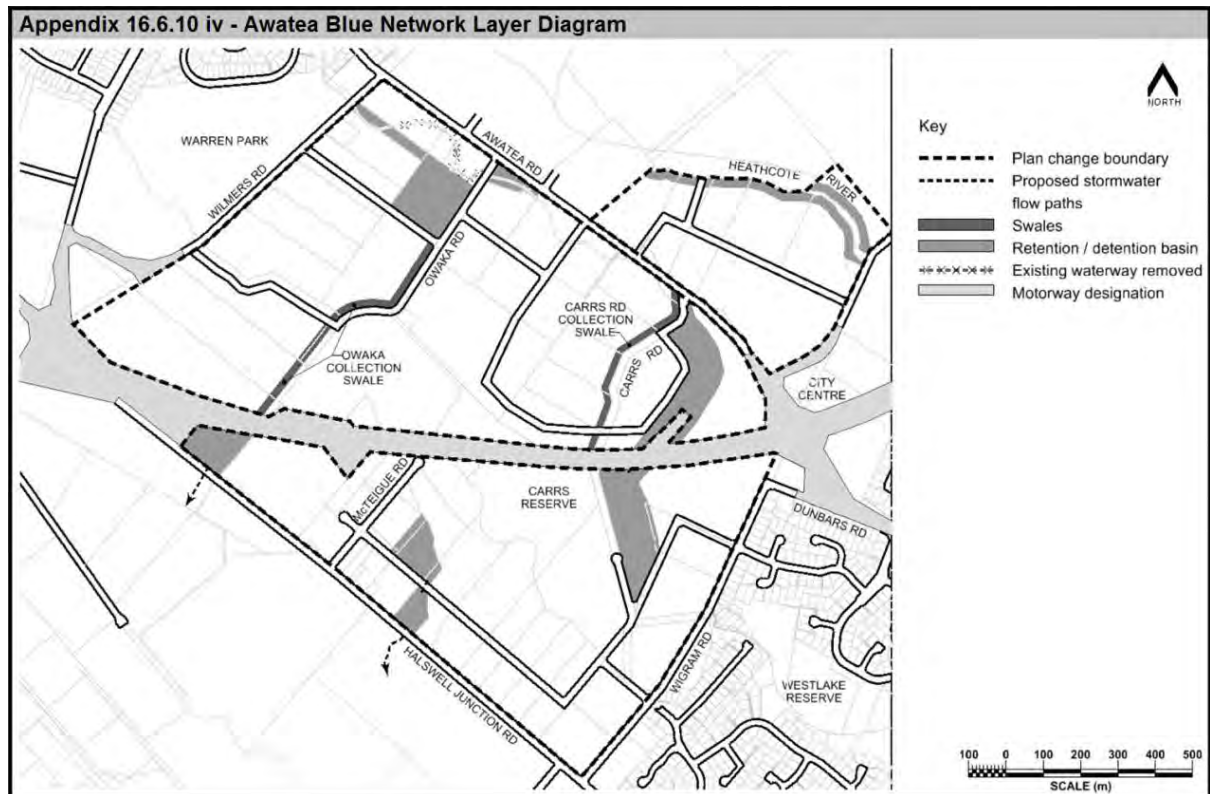 Appendix 16.6.10 iv - Awatea Blue Network Layer Diagram
NORTH
WARREN PARK
WILMERS RD
AWATEA RD
HEATHCOTE
RIVER
OWAKA RD
CARRS RD
COLLECTION
SWALE
CARRS
RD
OWAKA
COLLECTION
SWALE
CITY
CENTRE
McTEIGUE RD
CARRS
RESERVE
DUNBARS RD
HALSWELL JUNCTION RD
WIGRAM RD
WESTLAKE
RESERVE
Key
Plan change boundary
Proposed stormwater
flow paths
Swales
Retention / detention basin
Existing waterway removed
Motorway designation
100 0 100 200 300 400 500
SCALE (m)